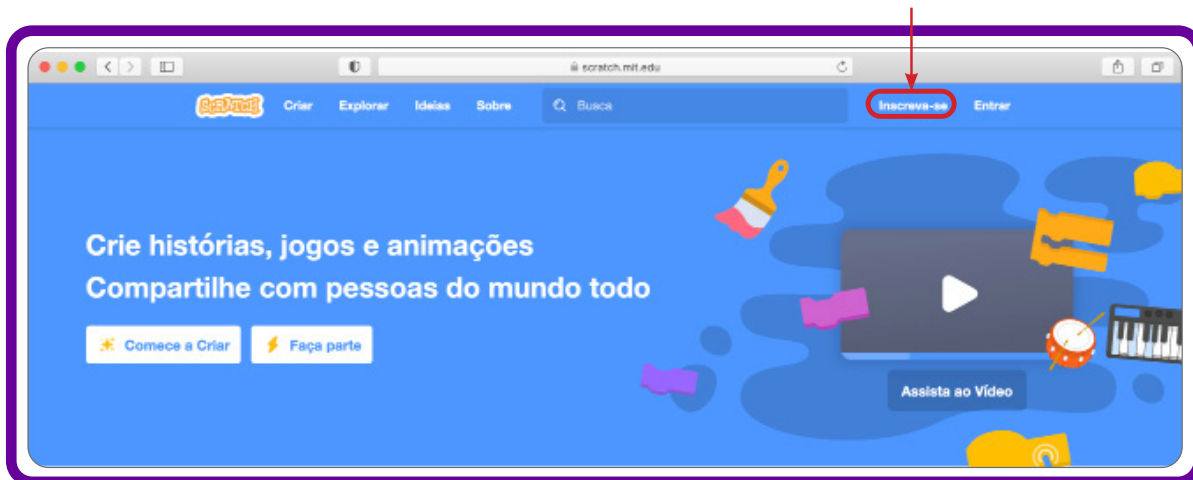 scratch.mit.edu
SCRATCH Criar Explorar Ideias Sobre Busca Inscreva-se Entrar
Crie histórias, jogos e animações
Compartilhe com pessoas do mundo todo
Comece a Criar Faça parte
Assista ao Vídeo